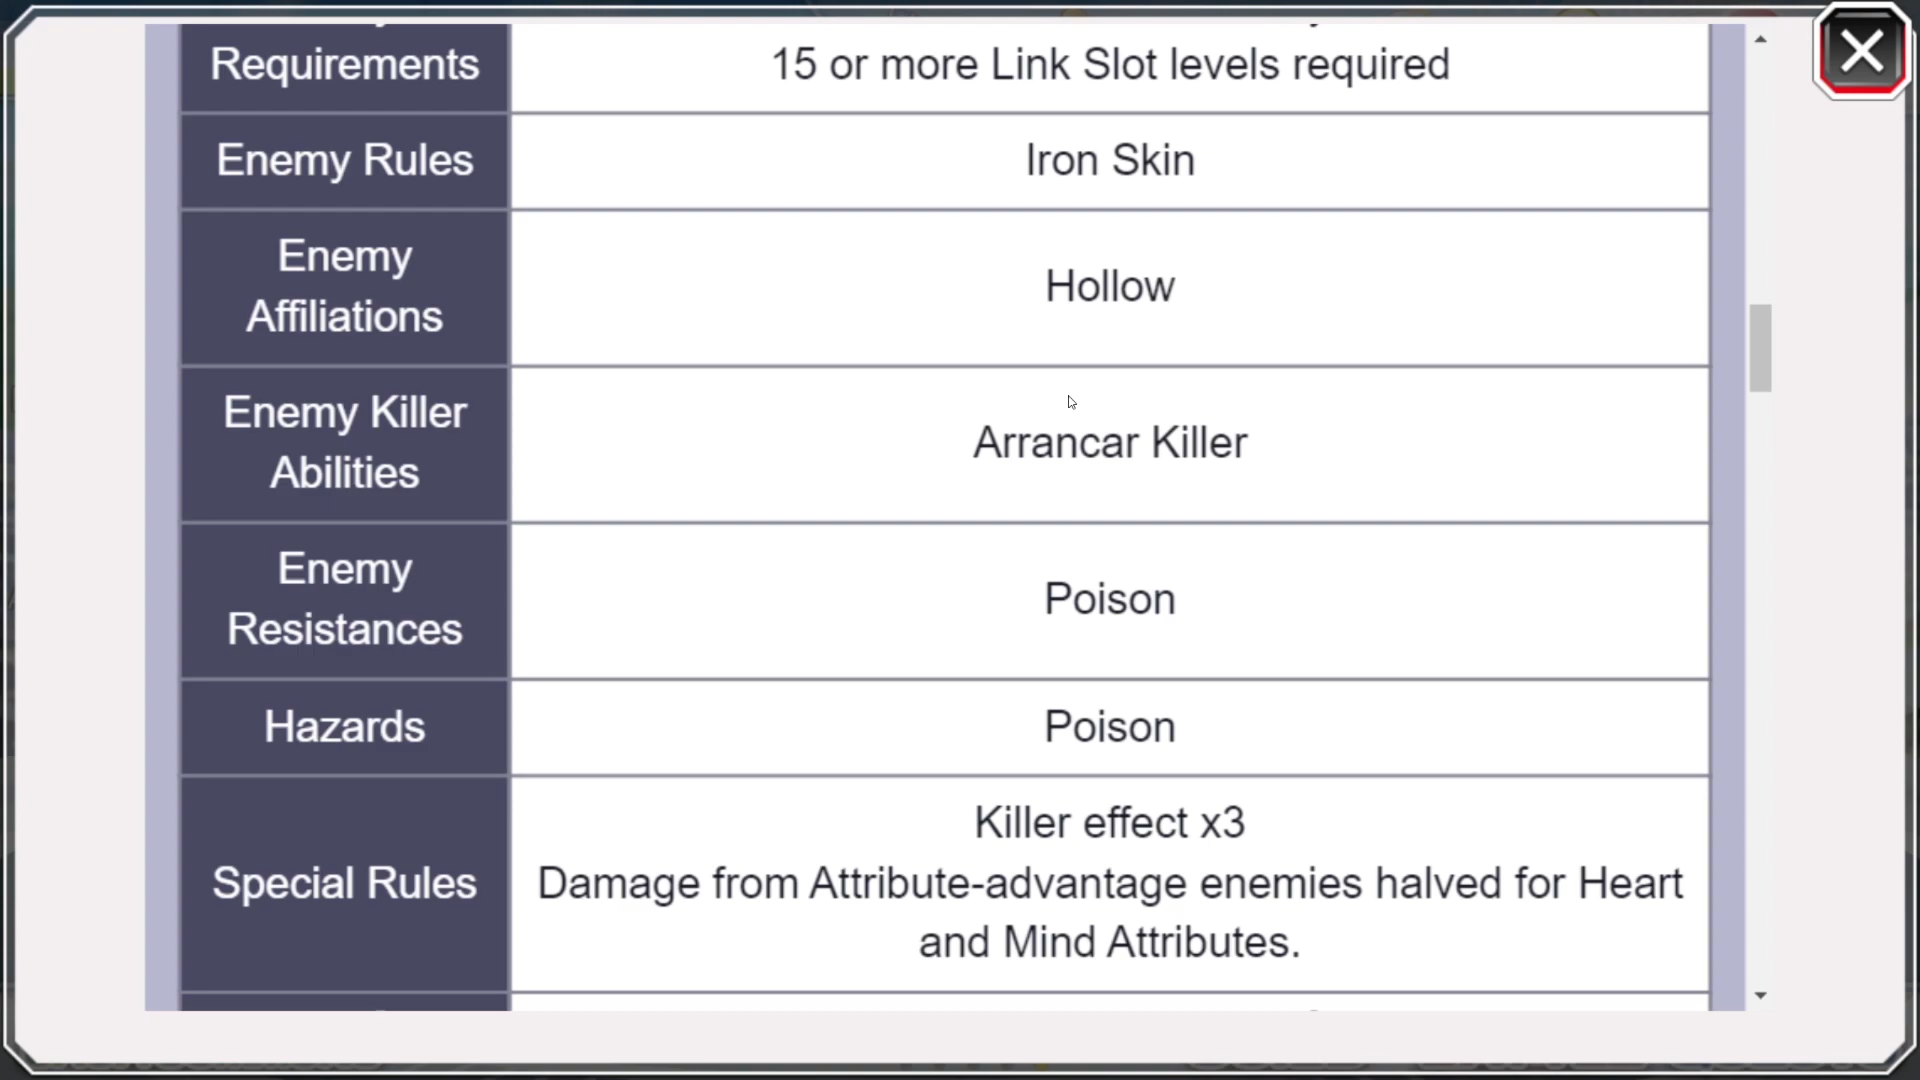 Requirements
15 or more Link Slot levels required
Enemy Rules
Iron Skin
Enemy
Affiliations
Hollow
Enemy Killer
Abilities
Arrancar Killer
Enemy
Resistances
Poison
Hazards
Poison
Special Rules
Killer effect x3
Damage from Attribute-advantage enemies halved for Heart
and Mind Attributes.